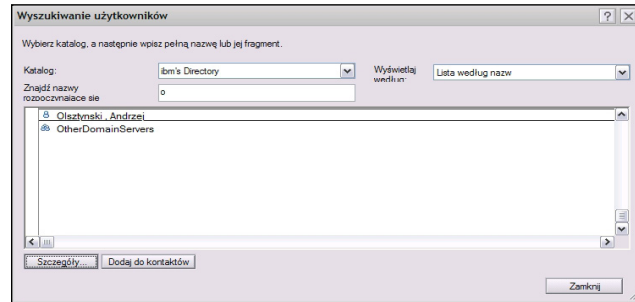 Wyszukiwanie użytkowników
Wybierz katalog, a następnie wpisz pełną nazwę lub jej fragment.
Katalog: ibm's Directory Wyświetlaj według: Lista według nazw
Znajdź nazwy rozpoczynające się o
Olsztynski , Andrzej
OtherDomainServers
Szczegóły... Dodaj do kontaktów
Zamknij